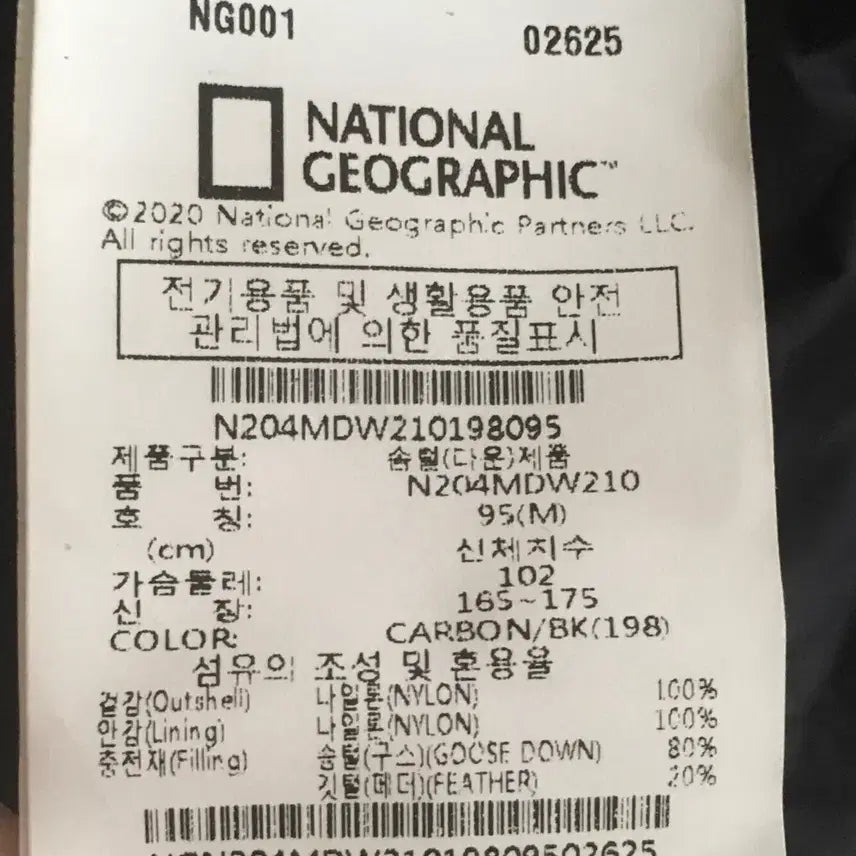 NG001
02625
NATIONAL
GEOGRAPHIC™
©2020 National Geographic Partners LLC.
All rights reserved.
전기용품 및 생활용품 안전
관리법에 의한 품질표시
N204MDW210198095
제품구분: 솜털(다운)제품
품 번: N204MDW210
호 칭: 95(M)
(cm) 신체치수
가슴둘레: 102
신 장: 165~175
COLOR: CARBON/BK(198)
섬유의 조성 및 혼용율
겉감(Outshell) 나일론(NYLON) 100%
안감(Lining) 나일론(NYLON) 100%
충전재(Filling) 솜털(구스)(GOOSE DOWN) 80%
깃털(페더)(FEATHER) 20%